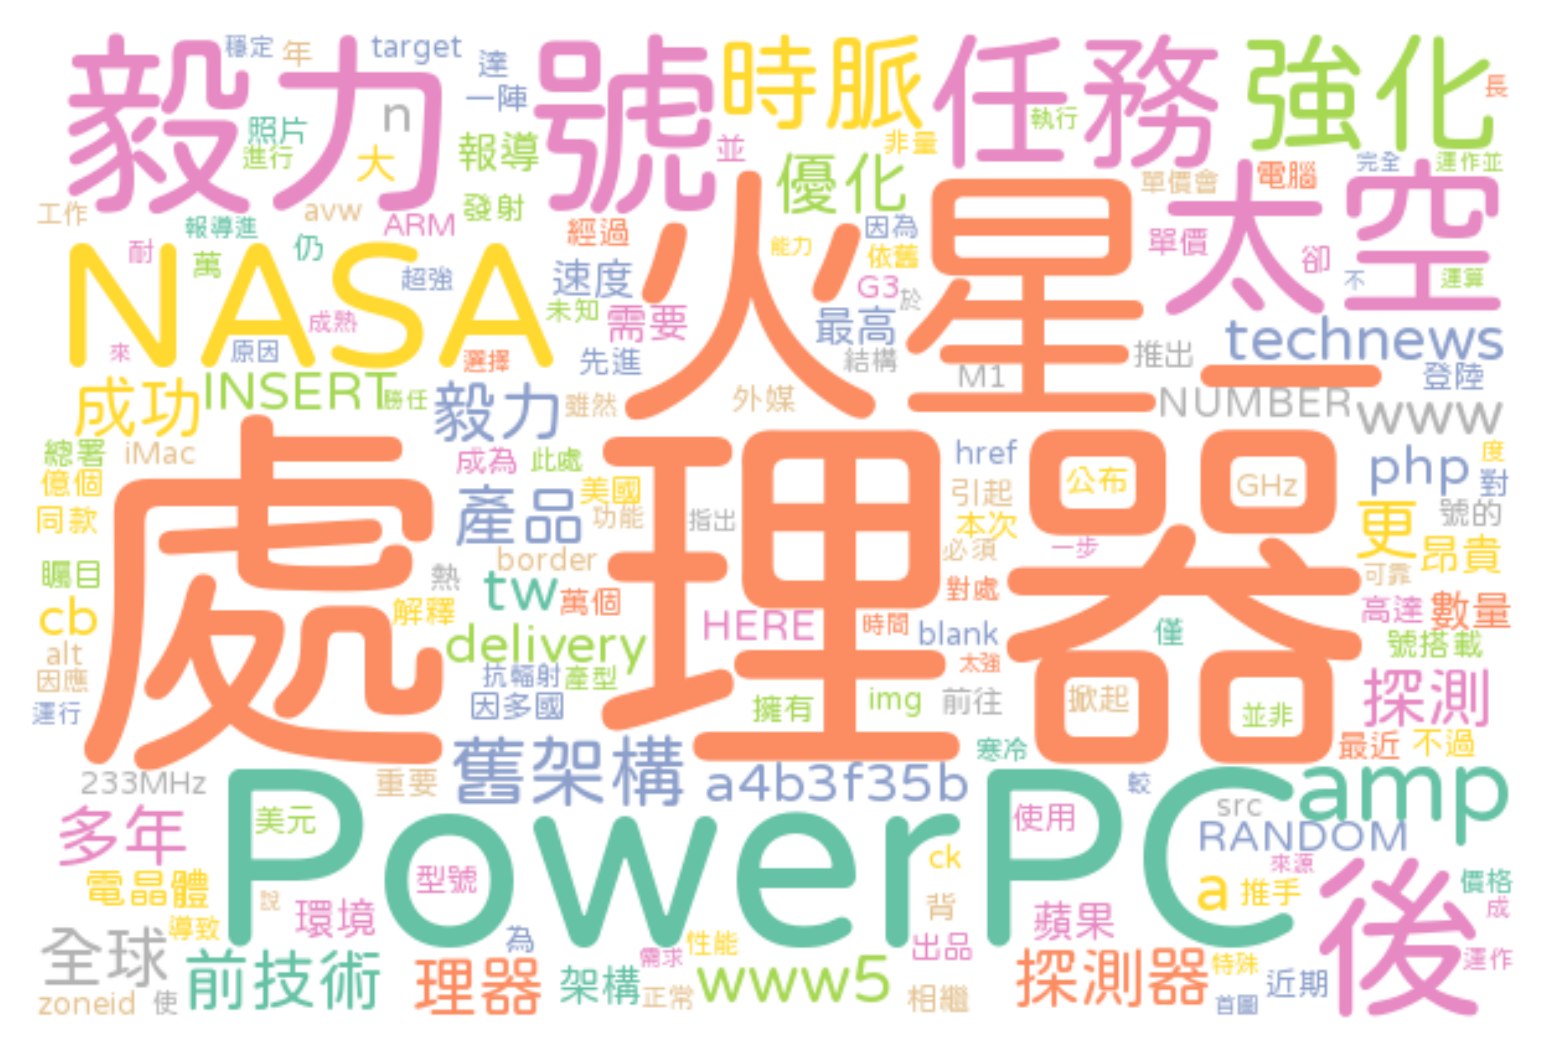 毅力號
時脈
任務
強化
穩定
年
target
達
一陣
n
照片
進行
大
報導
並
優化
非量
執行
長
完全
運作並
單價會
電腦
工作
avw
ARM
發射
報導進
耐
萬
仍
經過
因為
依舊
能力
單價
卻
不
運算
太空
火星
NASA
超強
速度
未知
需要
G3
於
最高
成熟
來
原因
選擇
先進
結構
M1
推出
一
technews
登陸
成功
INSERT
勝任
毅力
雖然
外媒
NUMBER
www
總署
iMac
億個
同款
成為
此處
美國
功能
產品
指出
href
引起
本次
必須
一步
公布
GHz
php
度
對
更
號的
昂貴
可靠
處理器
矚目
熱
border
tw
萬個
解釋
cb
alt
因應
運行
delivery
HERE
時間
blank
太強
對處
僅
高達
數量
號搭載
抗輻射
產型
因多國
擁有
img
前往
掀起
並非
探測
寒冷
最近
不過
233MHz
重要
舊架構
a4b3f35b
較
src
amp
RANDOM
多年
美元
PowerPC
型號
使用
ck
來源
電晶體
說
環境
導致
背
蘋果
a
推手
價格
成
後
全球
前技術
zoneid
使
理器
為
架構
需求
正常
性能
www5
出品
相繼
探測器
特殊
首圖
近期
運作